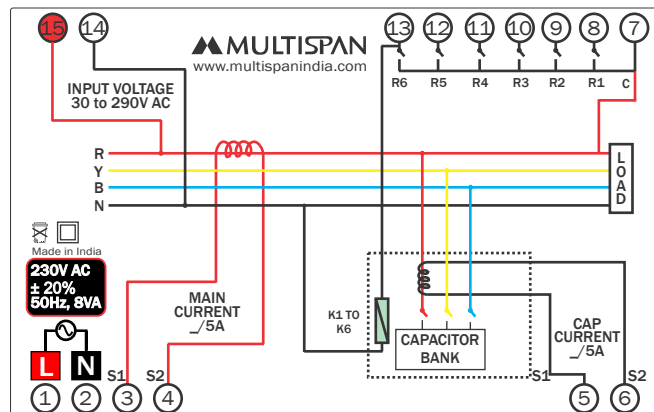 15 14 13 12 11 10 9 8 7
MULTISPAN
www.multispanindia.com
R6 R5 R4 R3 R2 R1 C
INPUT VOLTAGE
30 to 290V AC
R
Y
B
N
LOAD
Made in India
230V AC
± 20%
50Hz, 8VA
MAIN
CURRENT
_/5A
K1 TO
K6
CAPACITOR
BANK
CAP
CURRENT
_/5A
L N S1 S2 S1 S2
1 2 3 4 5 6